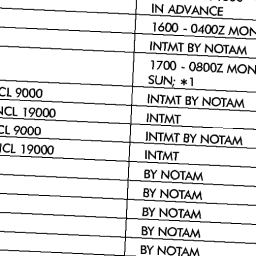 IN ADVANCE
1600 - 0400Z MON
INTMT BY NOTAM
1700 - 0800Z MON
SUN; *1
CL 9000 INTMT BY NOTAM
NCL 19000 INTMT
CL 9000 INTMT BY NOTAM
NCL 19000 INTMT
BY NOTAM
BY NOTAM
BY NOTAM
BY NOTAM
BY NOTAM